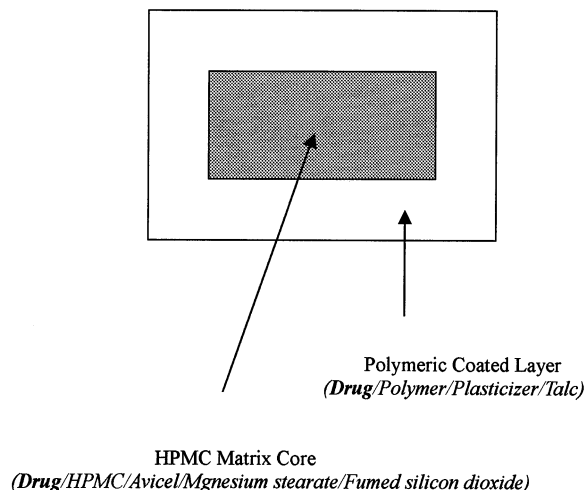 Polymeric Coated Layer
(Drug/Polymer/Plasticizer/Talc)
HPMC Matrix Core
(Drug/HPMC/Avicel/Mgnesium stearate/Fumed silicon dioxide)